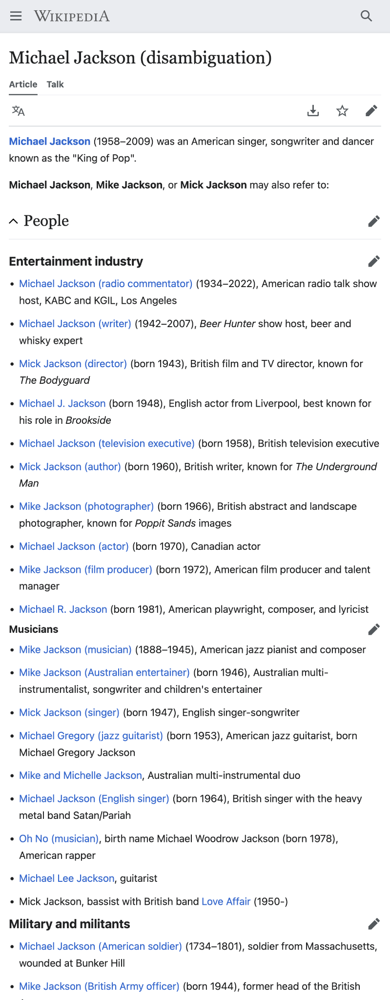 WIKIPEDIA
Michael Jackson (disambiguation)
Article Talk
Michael Jackson (1958–2009) was an American singer, songwriter and dancer
known as the "King of Pop".
Michael Jackson, Mike Jackson, or Mick Jackson may also refer to:
People
Entertainment industry
• Michael Jackson (radio commentator) (1934–2022), American radio talk show
host, KABC and KGIL, Los Angeles
• Michael Jackson (writer) (1942–2007), Beer Hunter show host, beer and
whisky expert
• Mick Jackson (director) (born 1943), British film and TV director, known for
The Bodyguard
• Michael J. Jackson (born 1948), English actor from Liverpool, best known for
his role in Brookside
• Michael Jackson (television executive) (born 1958), British television executive
• Mick Jackson (author) (born 1960), British writer, known for The Underground
Man
• Mike Jackson (photographer) (born 1966), British abstract and landscape
photographer, known for Poppit Sands images
• Michael Jackson (actor) (born 1970), Canadian actor
• Mike Jackson (film producer) (born 1972), American film producer and talent
manager
• Michael R. Jackson (born 1981), American playwright, composer, and lyricist
Musicians
• Mike Jackson (musician) (1888–1945), American jazz pianist and composer
• Mike Jackson (Australian entertainer) (born 1946), Australian multi-
instrumentalist, songwriter and children's entertainer
• Mick Jackson (singer) (born 1947), English singer-songwriter
• Michael Gregory (jazz guitarist) (born 1953), American jazz guitarist, born
Michael Gregory Jackson
• Mike and Michelle Jackson, Australian multi-instrumental duo
• Michael Jackson (English singer) (born 1964), British singer with the heavy
metal band Satan/Pariah
• Oh No (musician), birth name Michael Woodrow Jackson (born 1978),
American rapper
• Michael Lee Jackson, guitarist
• Mick Jackson, bassist with British band Love Affair (1950-)
Military and militants
• Michael Jackson (American soldier) (1734–1801), soldier from Massachusetts,
wounded at Bunker Hill
• Mike Jackson (British Army officer) (born 1944), former head of the British